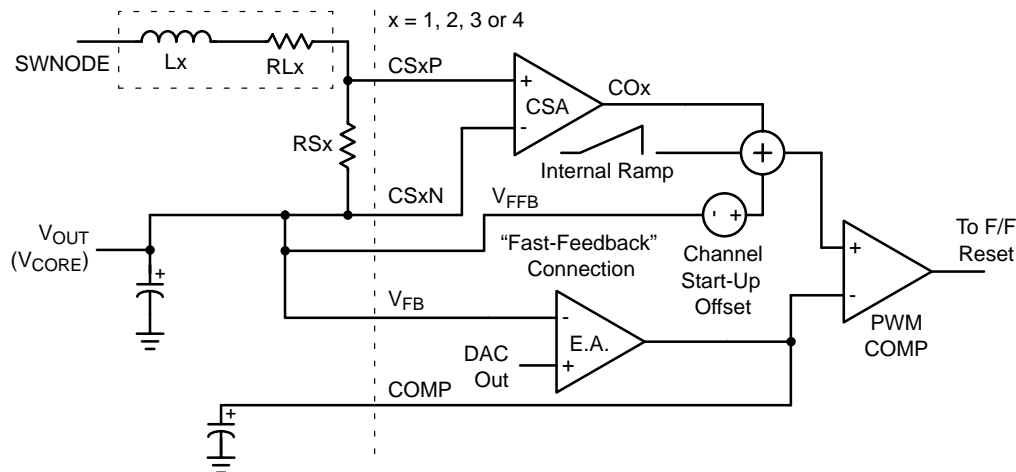 x = 1, 2, 3 or 4
SWNODE
Lx
RLx
CSxP
+
CSA
-
COx
RSx
Internal Ramp
+
CSxN
VFFB
- +
VOUT
(VCORE)
+
"Fast-Feedback"
Connection
Channel
Start-Up
Offset
+
-
To F/F
Reset
PWM
COMP
VFB
-
E.A.
+
DAC
Out
COMP
+